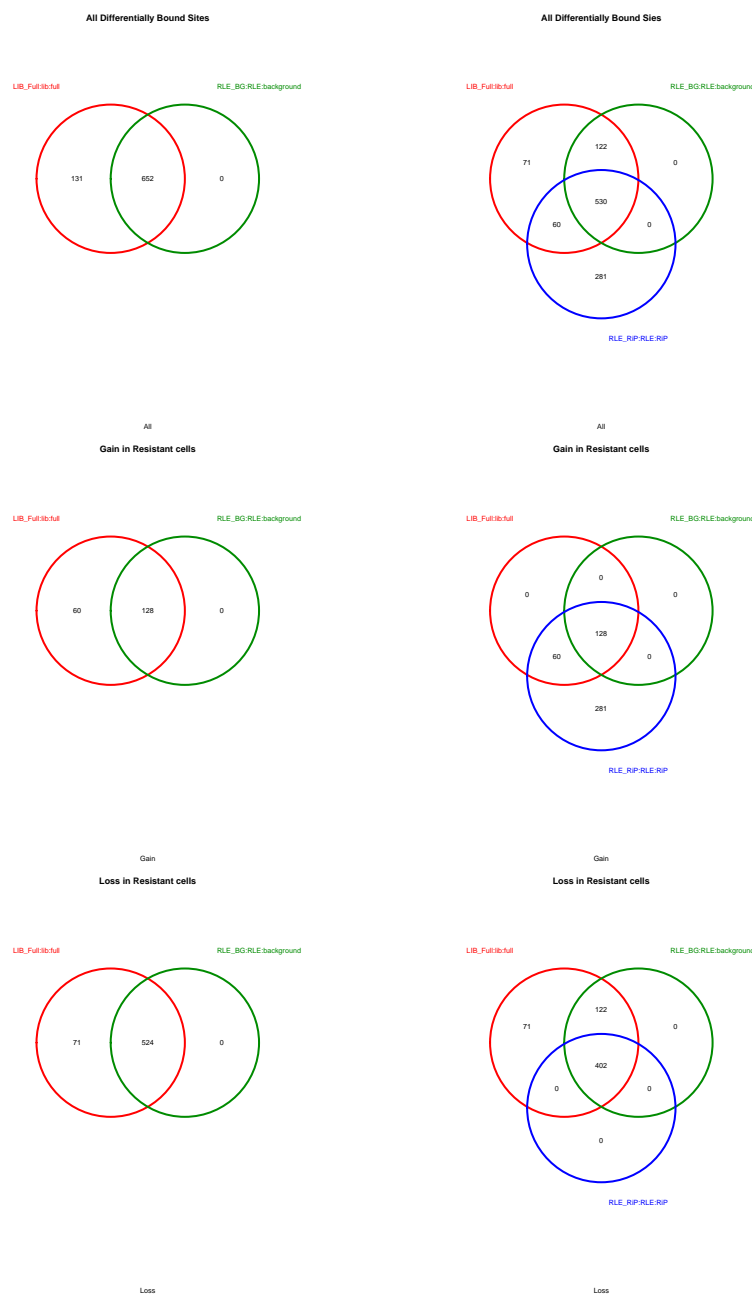 All Differentially Bound Sites
LIB_Full:lib:full RLE_BG:RLE:background
131 652 0
All
All Differentially Bound Sies
LIB_Full:lib:full RLE_BG:RLE:background
122
71 0
530
60 0
281
RLE_RiP:RLE:RiP
All
Gain in Resistant cells
LIB_Full:lib:full RLE_BG:RLE:background
60 128 0
Gain
Gain in Resistant cells
LIB_Full:lib:full RLE_BG:RLE:background
0
0 0
128
60 0
281
RLE_RiP:RLE:RiP
Gain
Loss in Resistant cells
LIB_Full:lib:full RLE_BG:RLE:background
71 524 0
Loss
Loss in Resistant cells
LIB_Full:lib:full RLE_BG:RLE:background
122
71 0
402
0 0
0
RLE_RiP:RLE:RiP
Loss